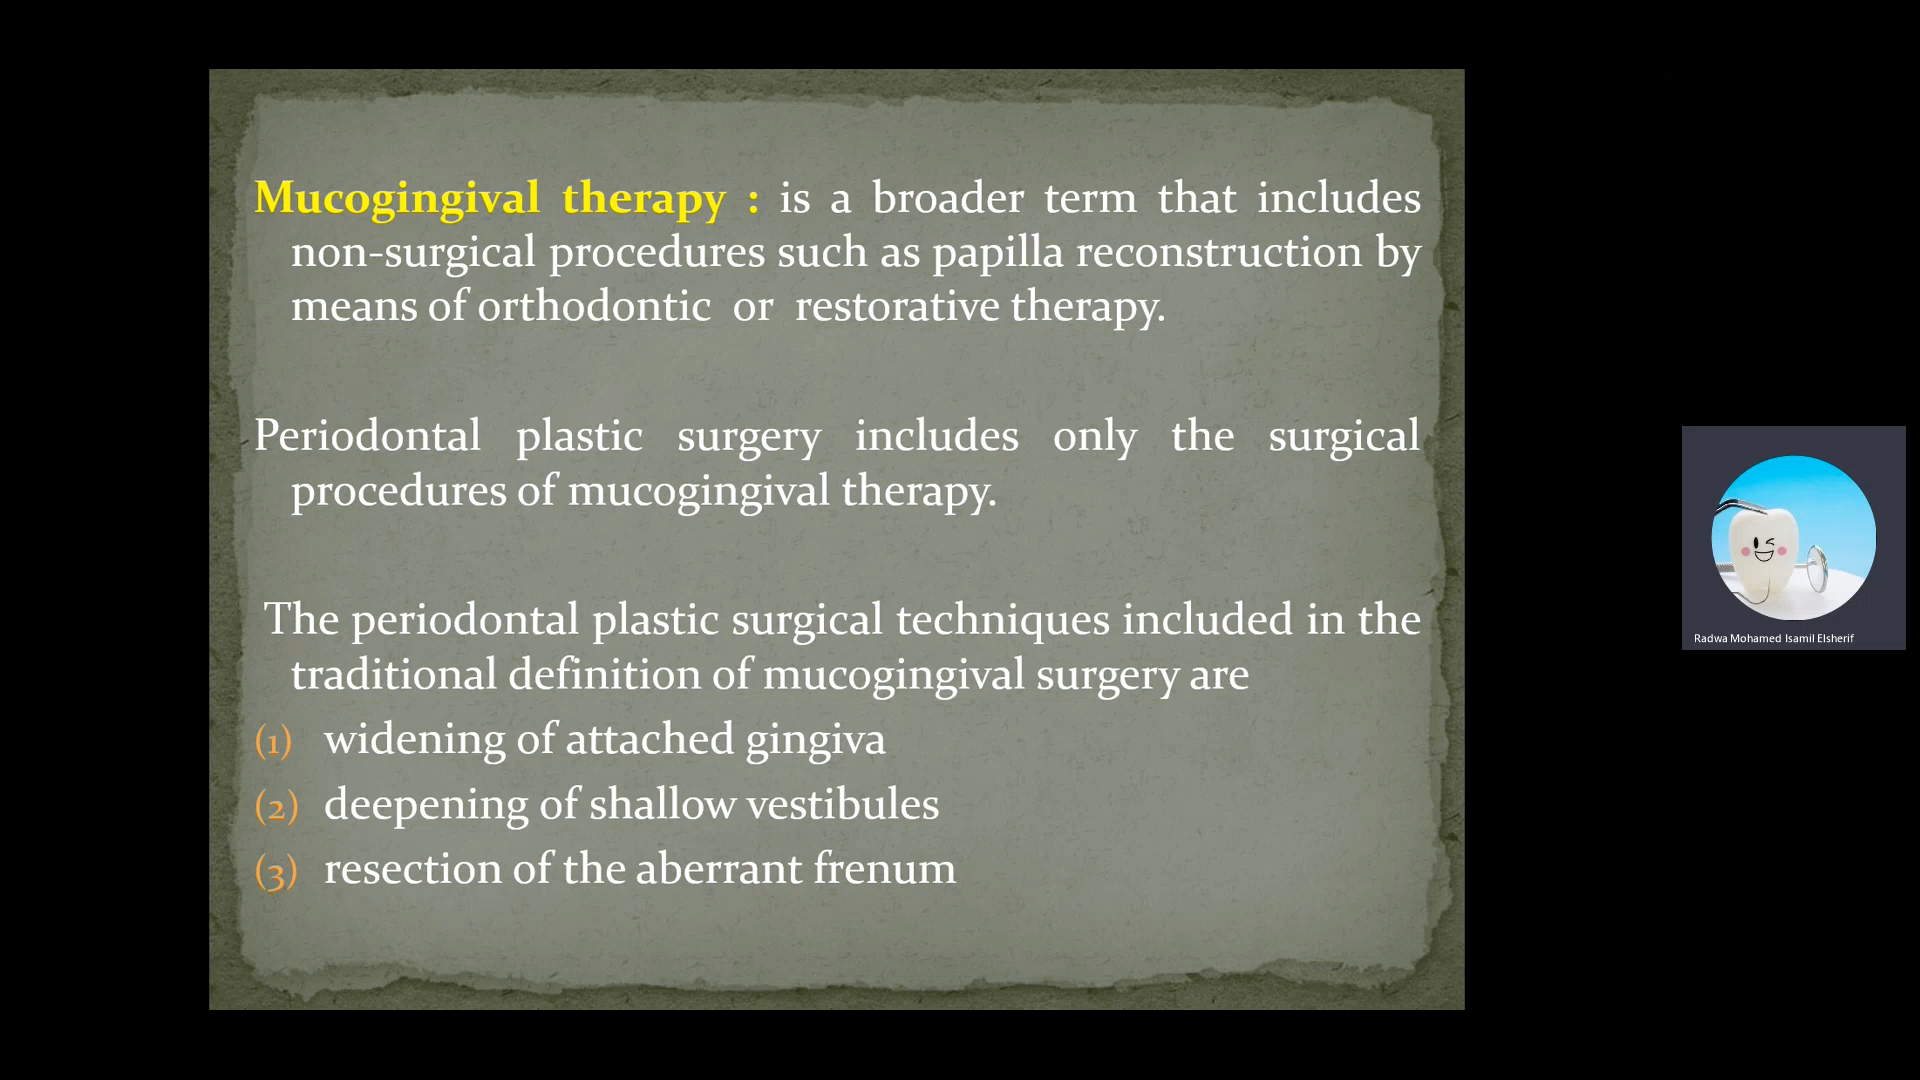 Mucogingival therapy : is a broader term that includes
non-surgical procedures such as papilla reconstruction by
means of orthodontic or restorative therapy.
Periodontal plastic surgery includes only the surgical
procedures of mucogingival therapy.
The periodontal plastic surgical techniques included in the
traditional definition of mucogingival surgery are
(1) widening of attached gingiva
(2) deepening of shallow vestibules
(3) resection of the aberrant frenum
Radwa Mohamed Isamil Elsherif